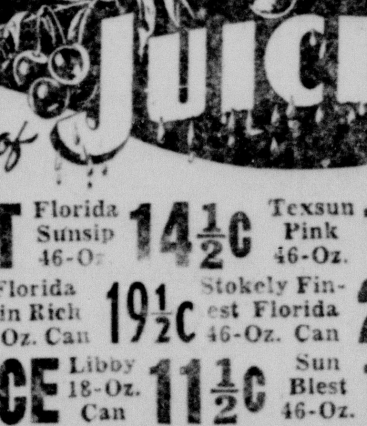 JUIC
of
T Florida Sunsip 46-Oz. 14½c Texsun Pink 46-Oz.
Florida in Rich Oz. Can 19½c Stokely Finest Florida 46-Oz. Can
CE Libby 18-Oz. Can 11½c Sun Blest 46-Oz.